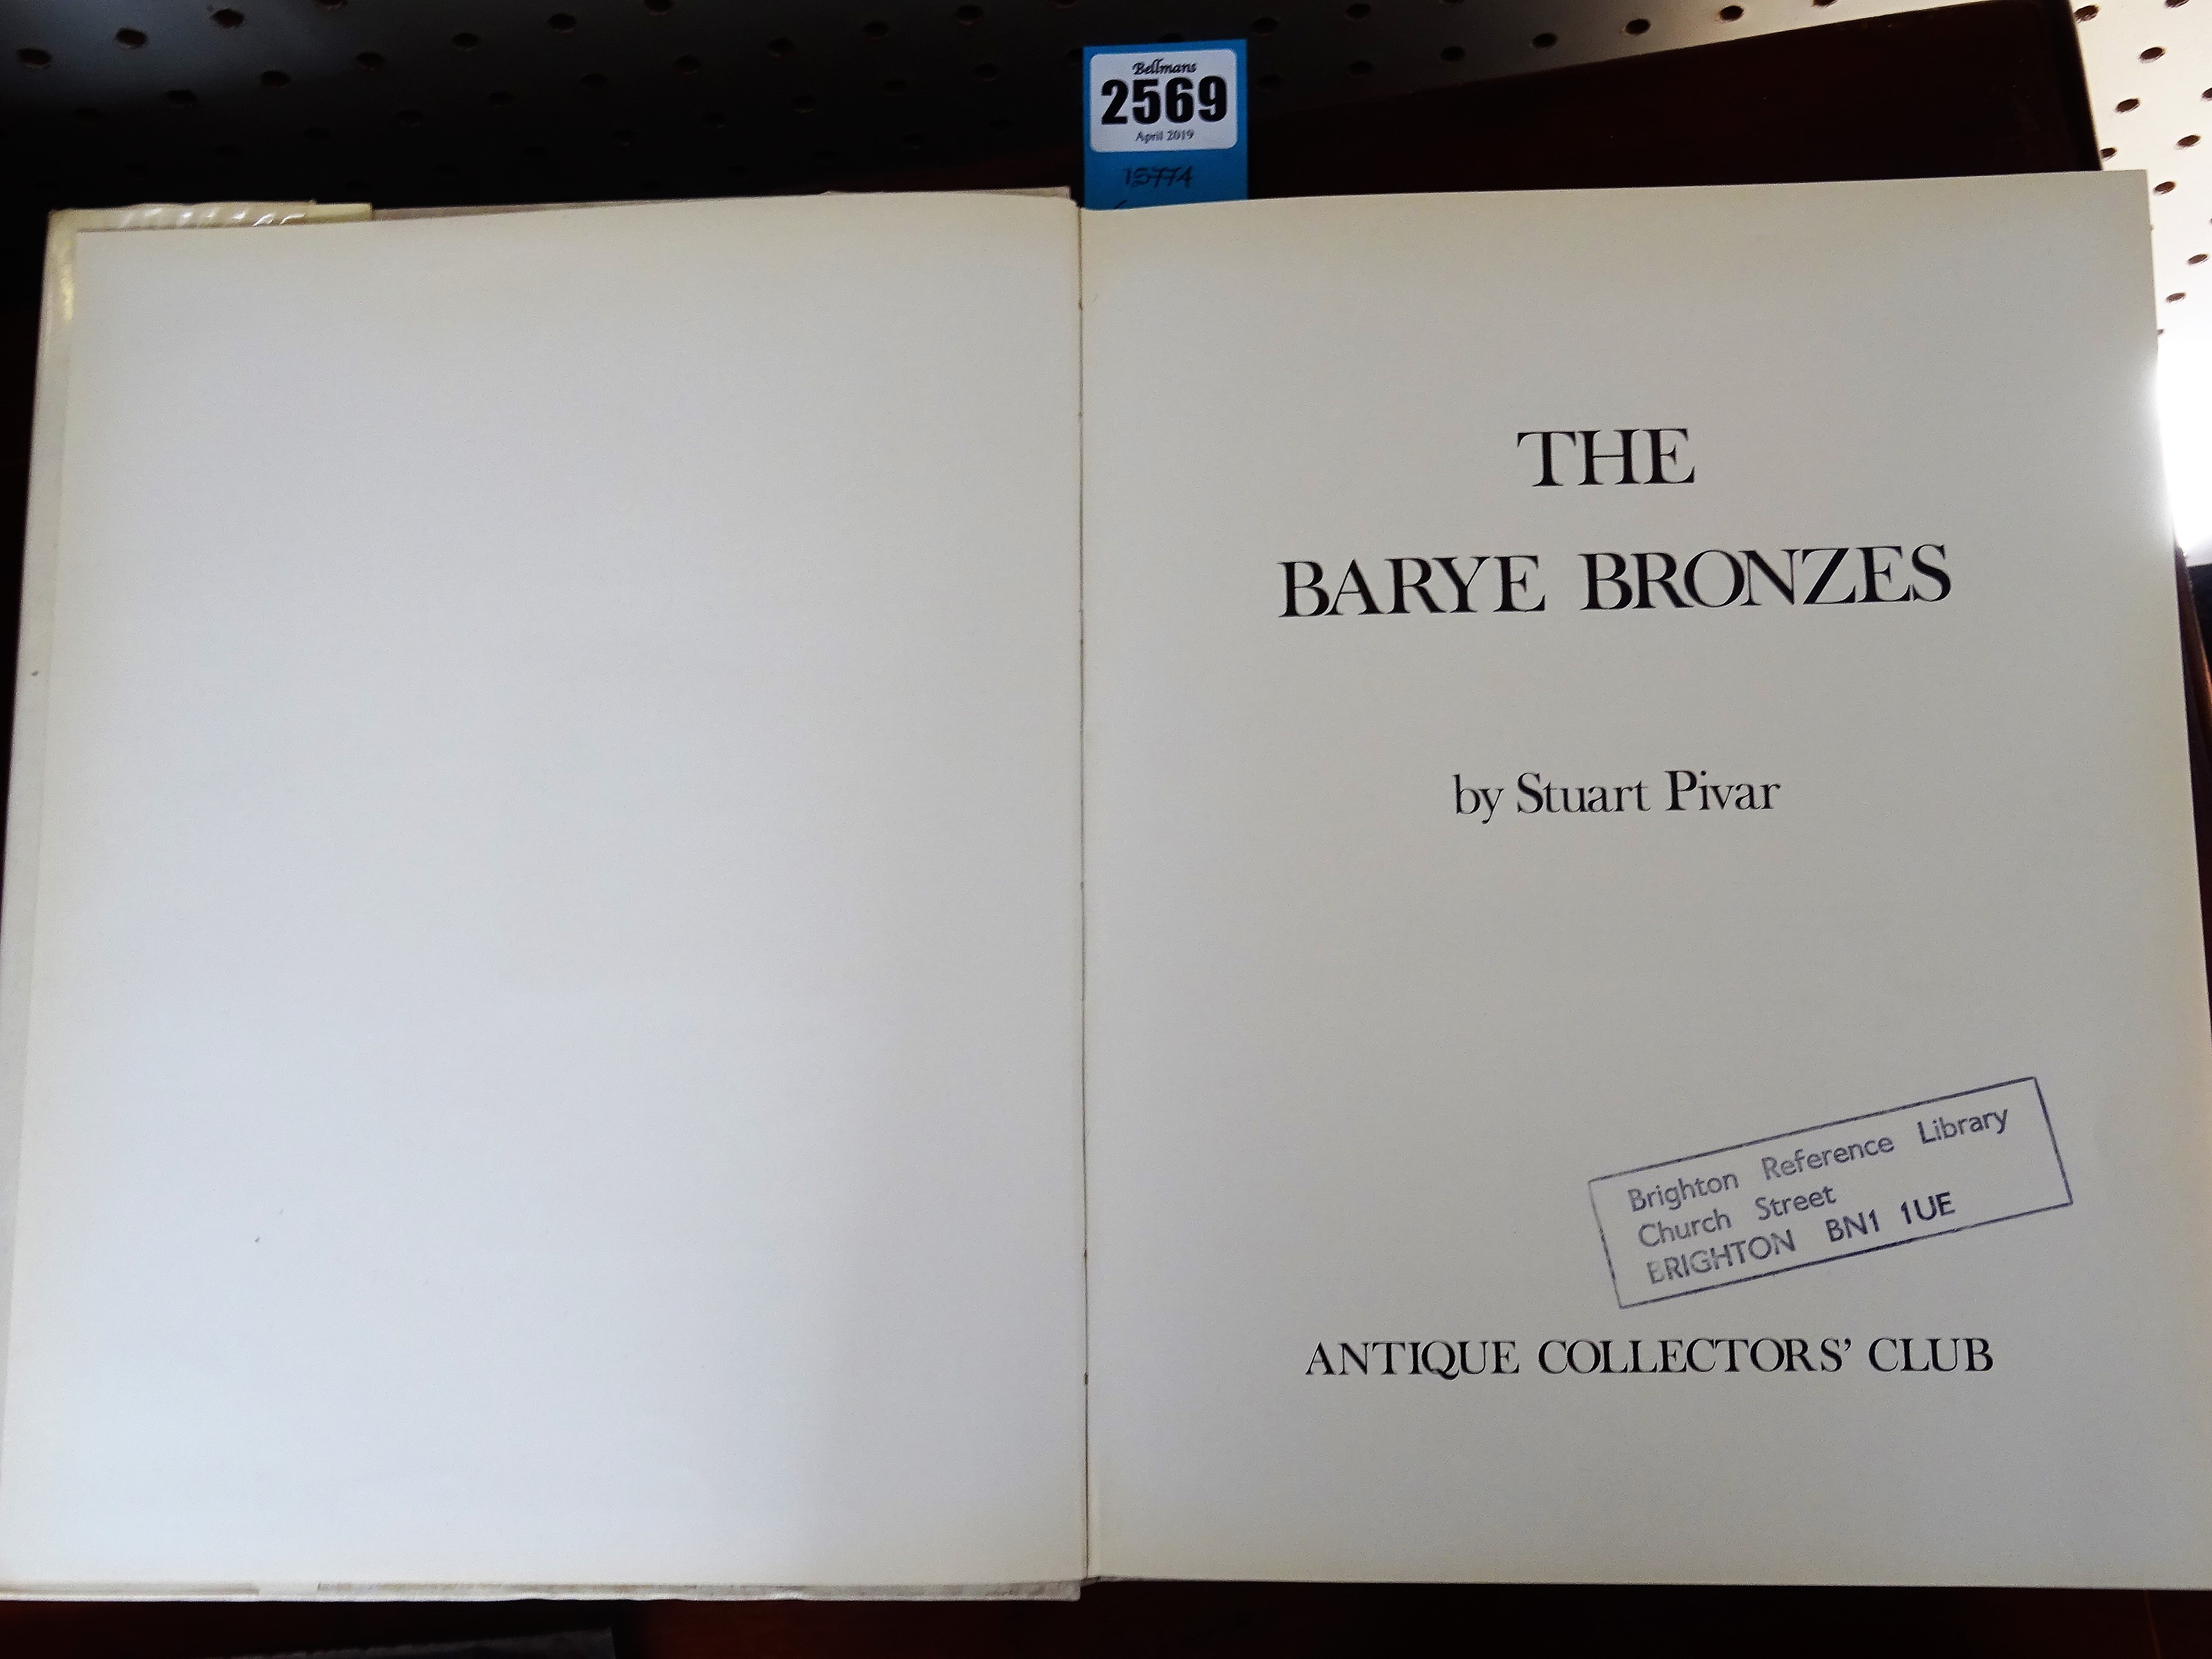 Bellmans
2569
April 2019
15774
THE
BARYE BRONZES
by Stuart Pivar
Brighton Reference Library
Church Street
BRIGHTON BN1 1UE
ANTIQUE COLLECTORS' CLUB